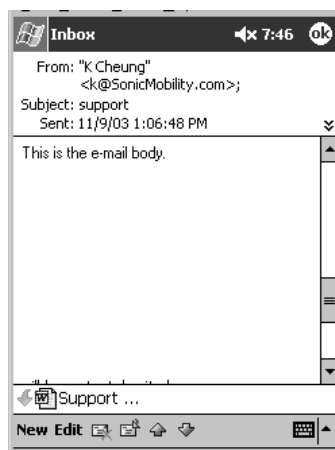 Inbox 7:46 ok
From: "K Cheung"
<k@SonicMobility.com>;
Subject: support
Sent: 11/9/03 1:06:48 PM
This is the e-mail body.
Support ...
New Edit